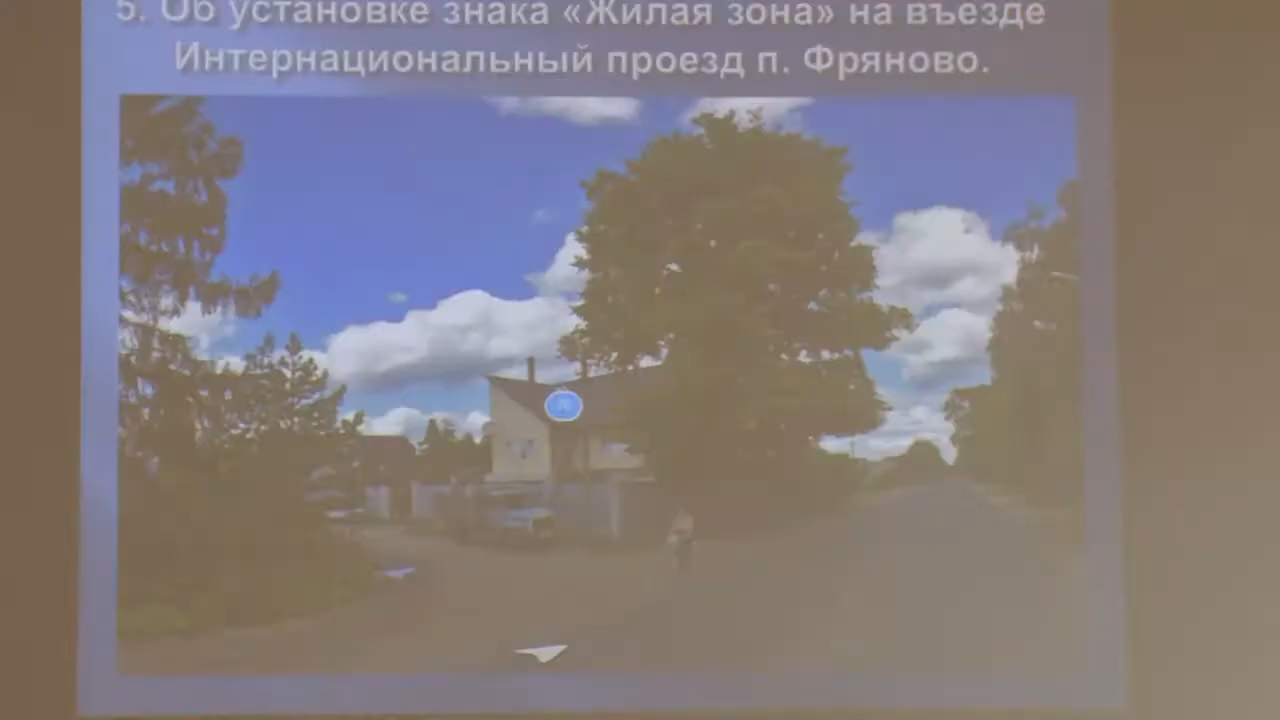 5. Об установке знака «Жилая зона» на въезде
Интернациональный проезд п. Фряново.